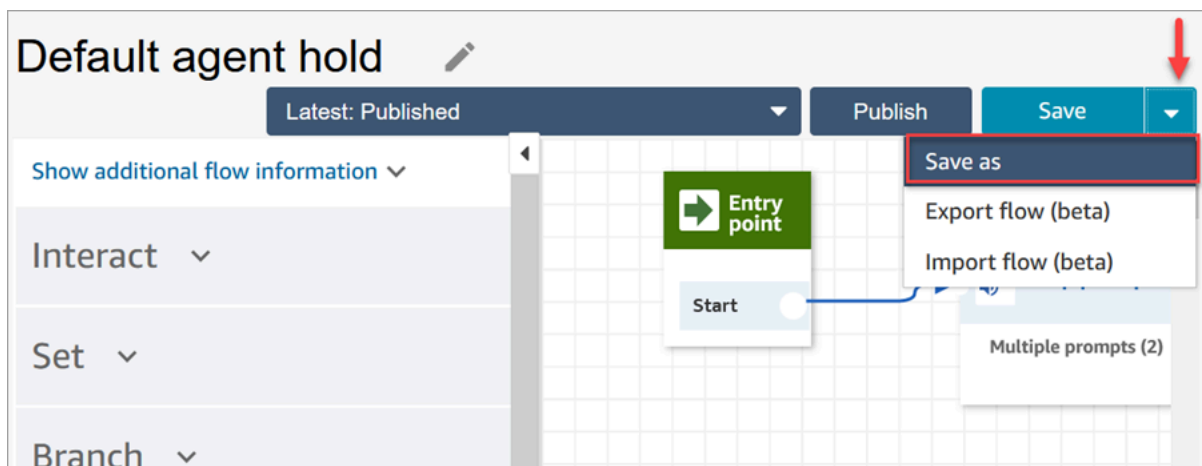 Default agent hold
Latest: Published
Publish
Save
Show additional flow information
Save as
Export flow (beta)
Import flow (beta)
Interact
Set
Branch
Entry
point
Start
Multiple prompts (2)